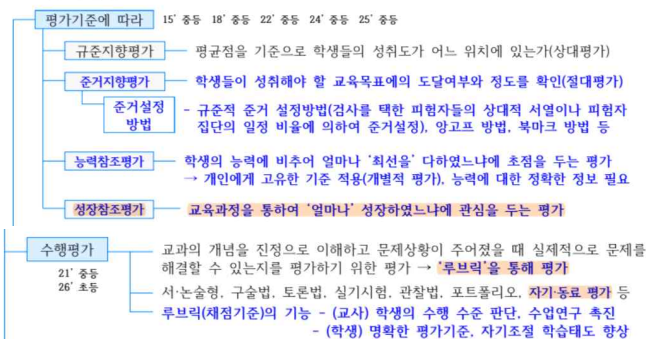 평가기준에 따라 15' 중등 18' 중등 22' 중등 24' 중등 25' 중등
규준지향평가 평균점을 기준으로 학생들의 성취도가 어느 위치에 있는가(상대평가)
준거지향평가 학생들이 성취해야 할 교육목표에의 도달여부와 정도를 확인(절대평가)
준거설정 - 규준적 준거 설정방법(검사를 택한 피험자들의 상대적 서열이나 피험자
방법 집단의 일정 비율에 의하여 준거설정), 앙고프 방법, 북마크 방법 등
능력참조평가 학생의 능력에 비추어 얼마나 '최선을' 다하였느냐에 초점을 두는 평가
→ 개인에게 고유한 기준 적용(개별적 평가), 능력에 대한 정확한 정보 필요
성장참조평가 교육과정을 통하여 '얼마나' 성장하였느냐에 관심을 두는 평가
수행평가 교과의 개념을 진정으로 이해하고 문제상황이 주어졌을 때 실제적으로 문제를
21' 중등 해결할 수 있는지를 평가하기 위한 평가 → '루브릭'을 통해 평가
26' 초등 서·논술형, 구술법, 토론법, 실기시험, 관찰법, 포트폴리오, 자기·동료 평가 등
루브릭(채점기준)의 기능 - (교사) 학생의 수행 수준 판단, 수업연구 촉진
- (학생) 명확한 평가기준, 자기조절 학습태도 향상